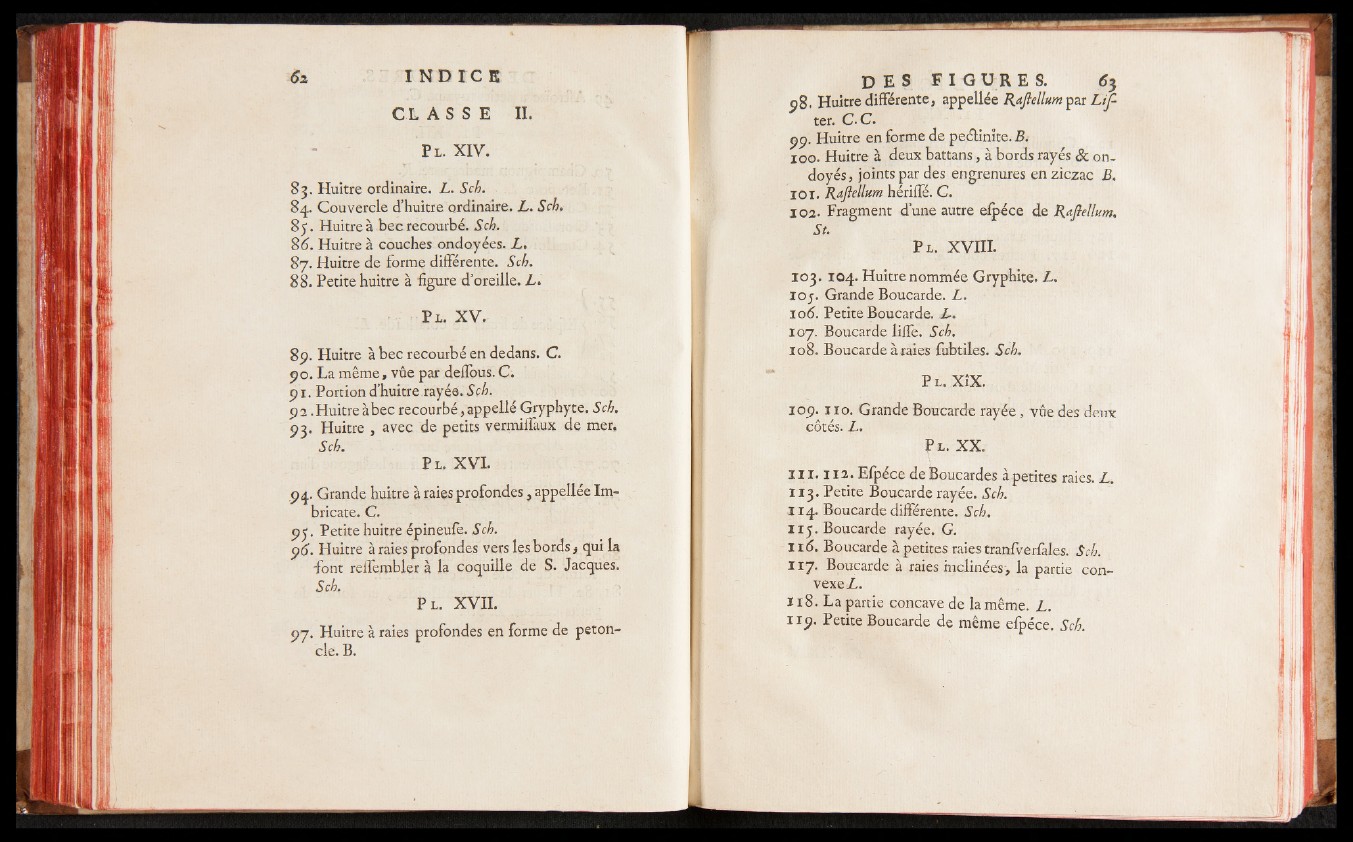 62 INDICE
CLASSE II.
PL. XIV.
83. Huitre ordinaire. L. Sch.
84. Couvercle d'huitre ordinaire. L. Sch.
85. Huitre à bec recourbé. Sch.
86. Huitre à couches ondoyées. L.
87. Huitre de forme différente. Sch.
88. Petite huitre à figure d'oreille. L.
PL. XV.
89. Huitre à bec recourbé en dedans. C.
90. La même, vûe par deſſous. C.
91. Portion d'huitre rayée. Sch.
92. Huitre à bec recourbé, appellé Gryphyte. Sch.
93. Huitre , avec de petits vermiſſaux de mer.
Sch.
PL. XVI.
94. Grande huitre à raies profondes, appellée Im-
bricate. C.
95. Petite huitre épineuſe. Sch.
96. Huitre à raies profondes vers les bords, qui la
font reſſembler à la coquille de S. Jacques.
Sch.
PL. XVII.
97. Huitre à raies profondes en forme de peton-
cle. B.
DES FIGURES. 63
98. Huitre différente, appellée Raſtellum par Liſ-
ter. C. C.
99. Huitre en forme de pectinite. B.
100. Huitre à deux battans, à bords rayés & on-
doyés, joints par des engrenures en ziczac B.
101. Raſtellum hériſſé. C.
102. Fragment d'une autre eſpéce de Raſtellum.
St.
PL. XVIII.
103. 104. Huitre nommée Gryphite. L.
105. Grande Boucarde. L.
106. Petite Boucarde. L.
107. Boucarde liſſe. Sch.
108. Boucarde à raies ſubtiles. Sch.
PL. XIX.
109. 110. Grande Boucarde rayée, vûe des deux
côtés. L.
PL. XX.
111. 112. Eſpéce de Boucardes à petites raies. L.
113. Petite Boucarde rayée. Sch.
114. Boucarde différente. Sch.
115. Boucarde rayée. G.
116. Boucarde à petites raies tranſverſales. Sch.
117. Boucarde à raies inclinées, la partie con-
vexe L.
118. La partie concave de la même. L.
119. Petite Boucarde de même eſpéce. Sch.